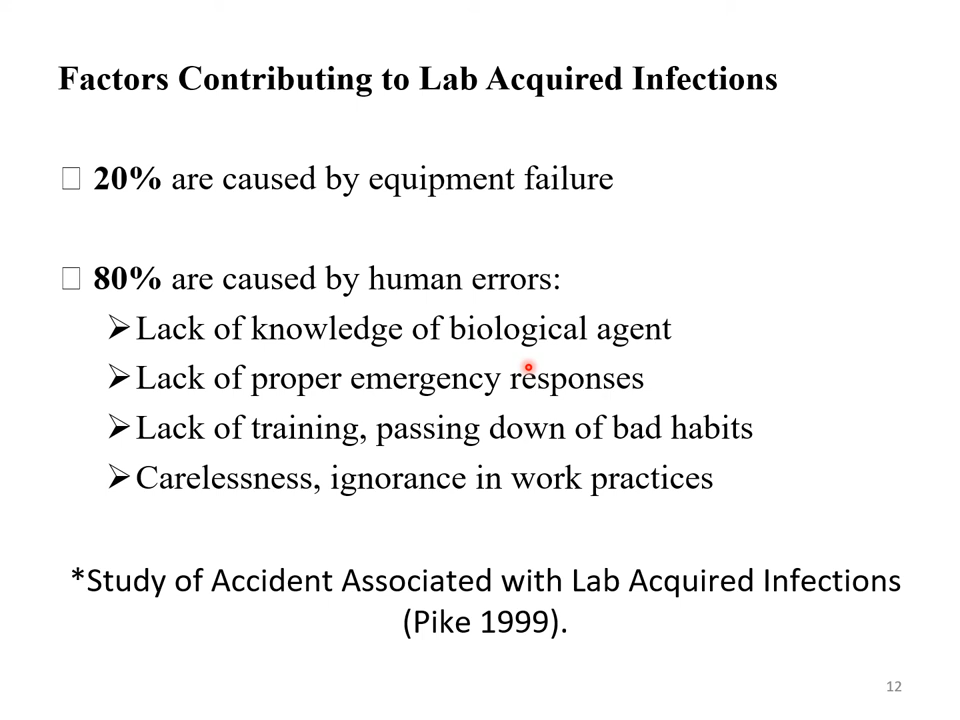 Factors Contributing to Lab Acquired Infections
20% are caused by equipment failure
80% are caused by human errors:
➢Lack of knowledge of biological agent
➢Lack of proper emergency responses
➢Lack of training, passing down of bad habits
➢Carelessness, ignorance in work practices
*Study of Accident Associated with Lab Acquired Infections
(Pike 1999).
12